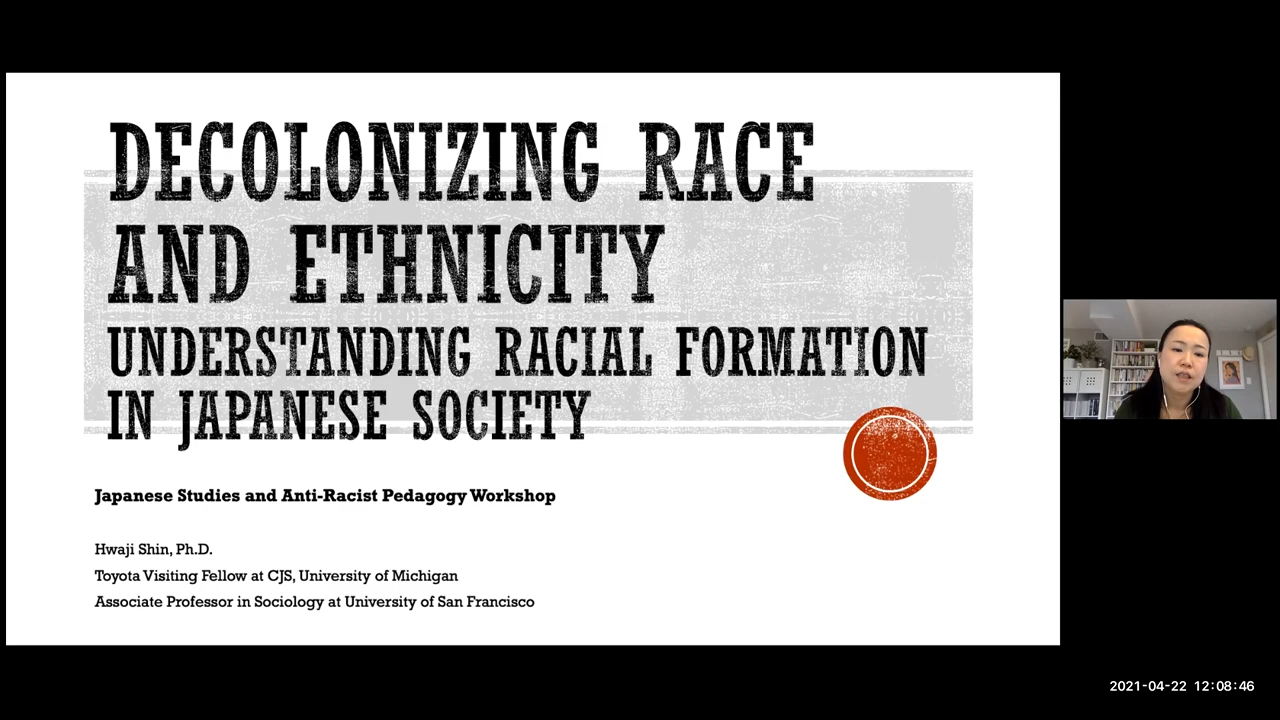 DECOLONIZING RACE
AND ETHNICITY
UNDERSTANDING RACIAL FORMATION
IN JAPANESE SOCIETY
Japanese Studies and Anti-Racist Pedagogy Workshop
Hwaji Shin, Ph.D.
Toyota Visiting Fellow at CJS, University of Michigan
Associate Professor in Sociology at University of San Francisco
2021-04-22 12:08:46